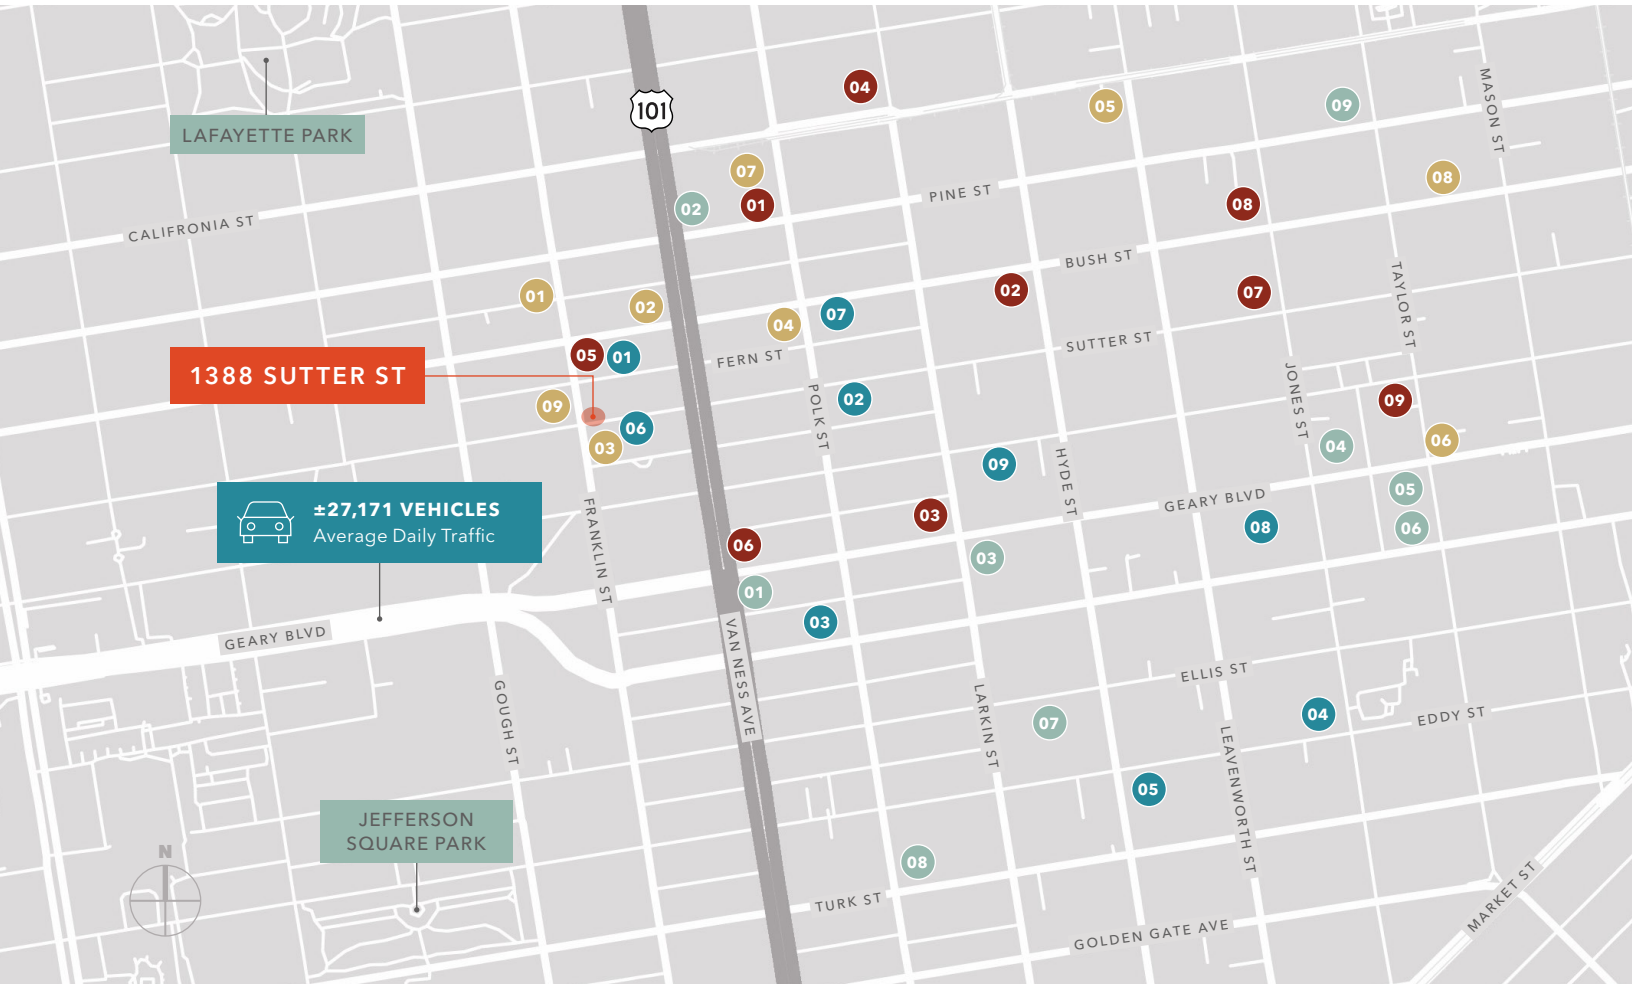 04
101
05
09
MASON ST
LAFAYETTE PARK
07
08
PINE ST
02
01
08
CALIFRONIA ST
BUSH ST
01
02
02
07
TAYLOR ST
04
07
SUTTER ST
05
01
FERN ST
1388 SUTTER ST
JONES ST
09
POLK ST
02
09
06
03
04
06
HYDE ST
09
±27,171 VEHICLES
Average Daily Traffic
FRANKLIN ST
GEARY BLVD
05
03
08
06
06
03
01
03
GEARY BLVD
VAN NESS AVE
ELLIS ST
GOUGH ST
LARKIN ST
07
04
EDDY ST
LEAVENWORTH ST
05
JEFFERSON
SQUARE PARK
N
08
TURK ST
MARKET ST
GOLDEN GATE AVE